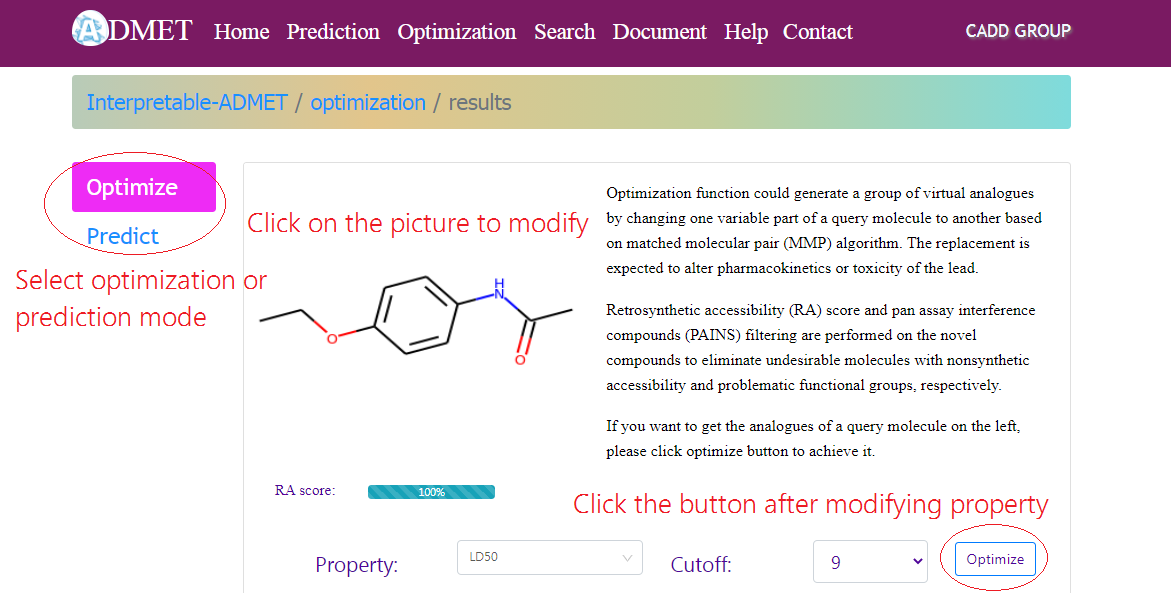 ADMET Home Prediction Optimization Search Document Help Contact CADD GROUP
Interpretable-ADMET / optimization / results
Optimize
Predict
Select optimization or
prediction mode
Click on the picture to modify
H
N
O
O
RA score: 100%
Optimization function could generate a group of virtual analogues
by changing one variable part of a query molecule to another based
on matched molecular pair (MMP) algorithm. The replacement is
expected to alter pharmacokinetics or toxicity of the lead.
Retrosynthetic accessibility (RA) score and pan assay interference
compounds (PAINS) filtering are performed on the novel
compounds to eliminate undesirable molecules with nonsynthetic
accessibility and problematic functional groups, respectively.
If you want to get the analogues of a query molecule on the left,
please click optimize button to achieve it.
Click the button after modifying property
Property: LD50 Cutoff: 9 Optimize